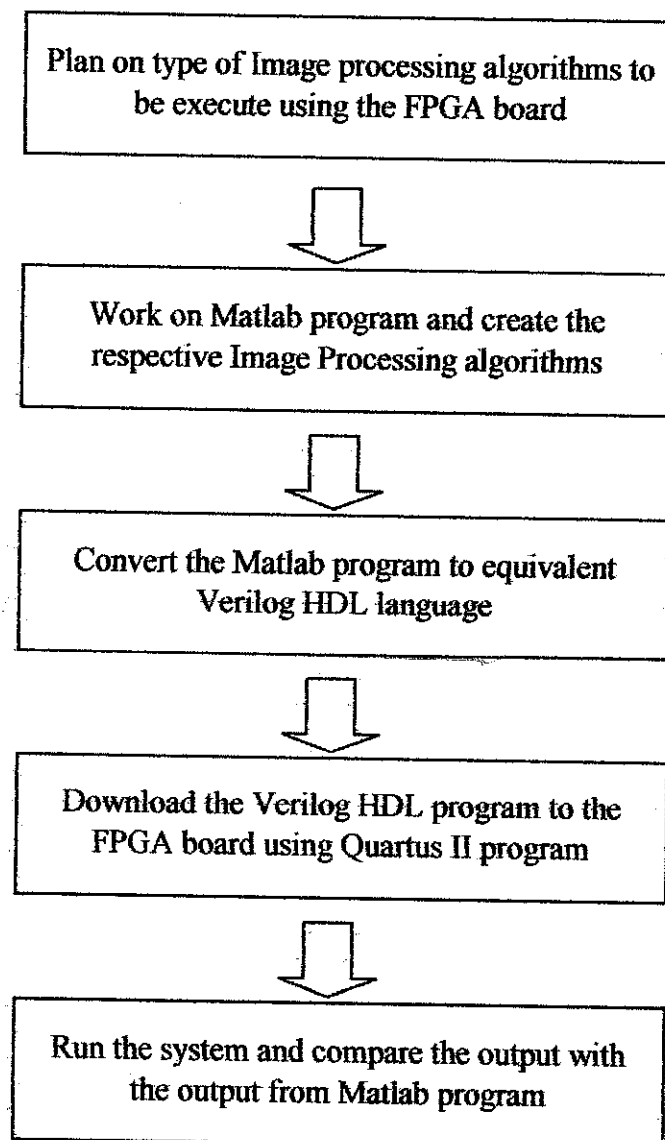 Plan on type of Image processing algorithms to
be execute using the FPGA board
Work on Matlab program and create the
respective Image Processing algorithms
Convert the Matlab program to equivalent
Verilog HDL language
Download the Verilog HDL program to the
FPGA board using Quartus II program
Run the system and compare the output with
the output from Matlab program